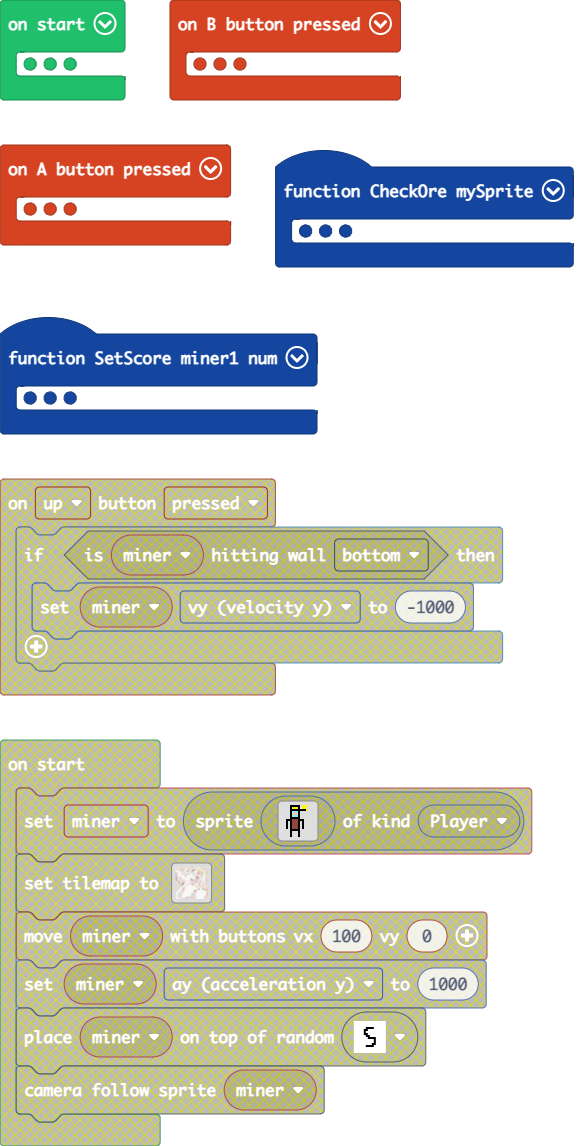 on start
on B button pressed
on A button pressed
function CheckOre mySprite
function SetScore miner1 num
on up button pressed
if is miner hitting wall bottom then
set miner vy (velocity y) to -1000
on start
set miner to sprite of kind Player
set tilemap to
move miner with buttons vx 100 vy 0
set miner ay (acceleration y) to 1000
place miner on top of random S
camera follow sprite miner